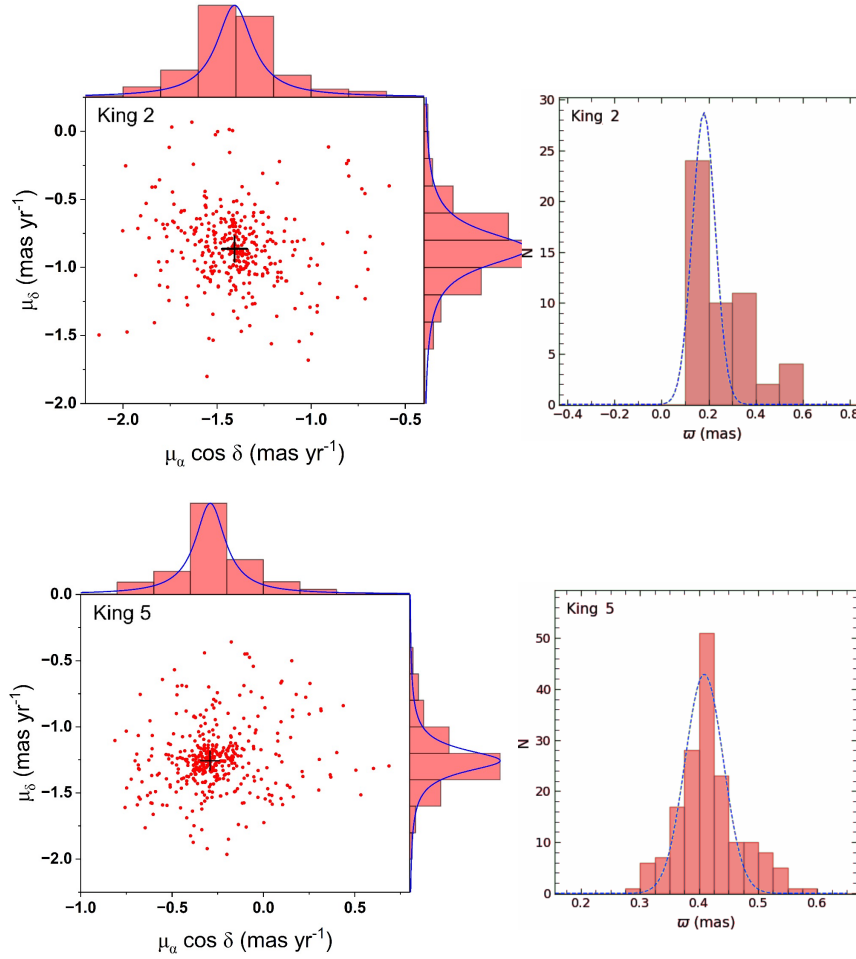 King 2
0.0
−0.5
−1.0
−1.5
−2.0
μδ (mas yr-1)
−2.0 −1.5 −1.0 −0.5
μα cos δ (mas yr-1)
King 2
30
25
20
15
10
5
0
N
−0.4 −0.2 0.0 0.2 0.4 0.6 0.8
ϖ (mas)
King 5
0.0
−0.5
−1.0
−1.5
−2.0
μδ (mas yr-1)
−1.0 −0.5 0.0 0.5
μα cos δ (mas yr-1)
King 5
50
40
30
20
10
0
N
0.2 0.3 0.4 0.5 0.6
ϖ (mas)